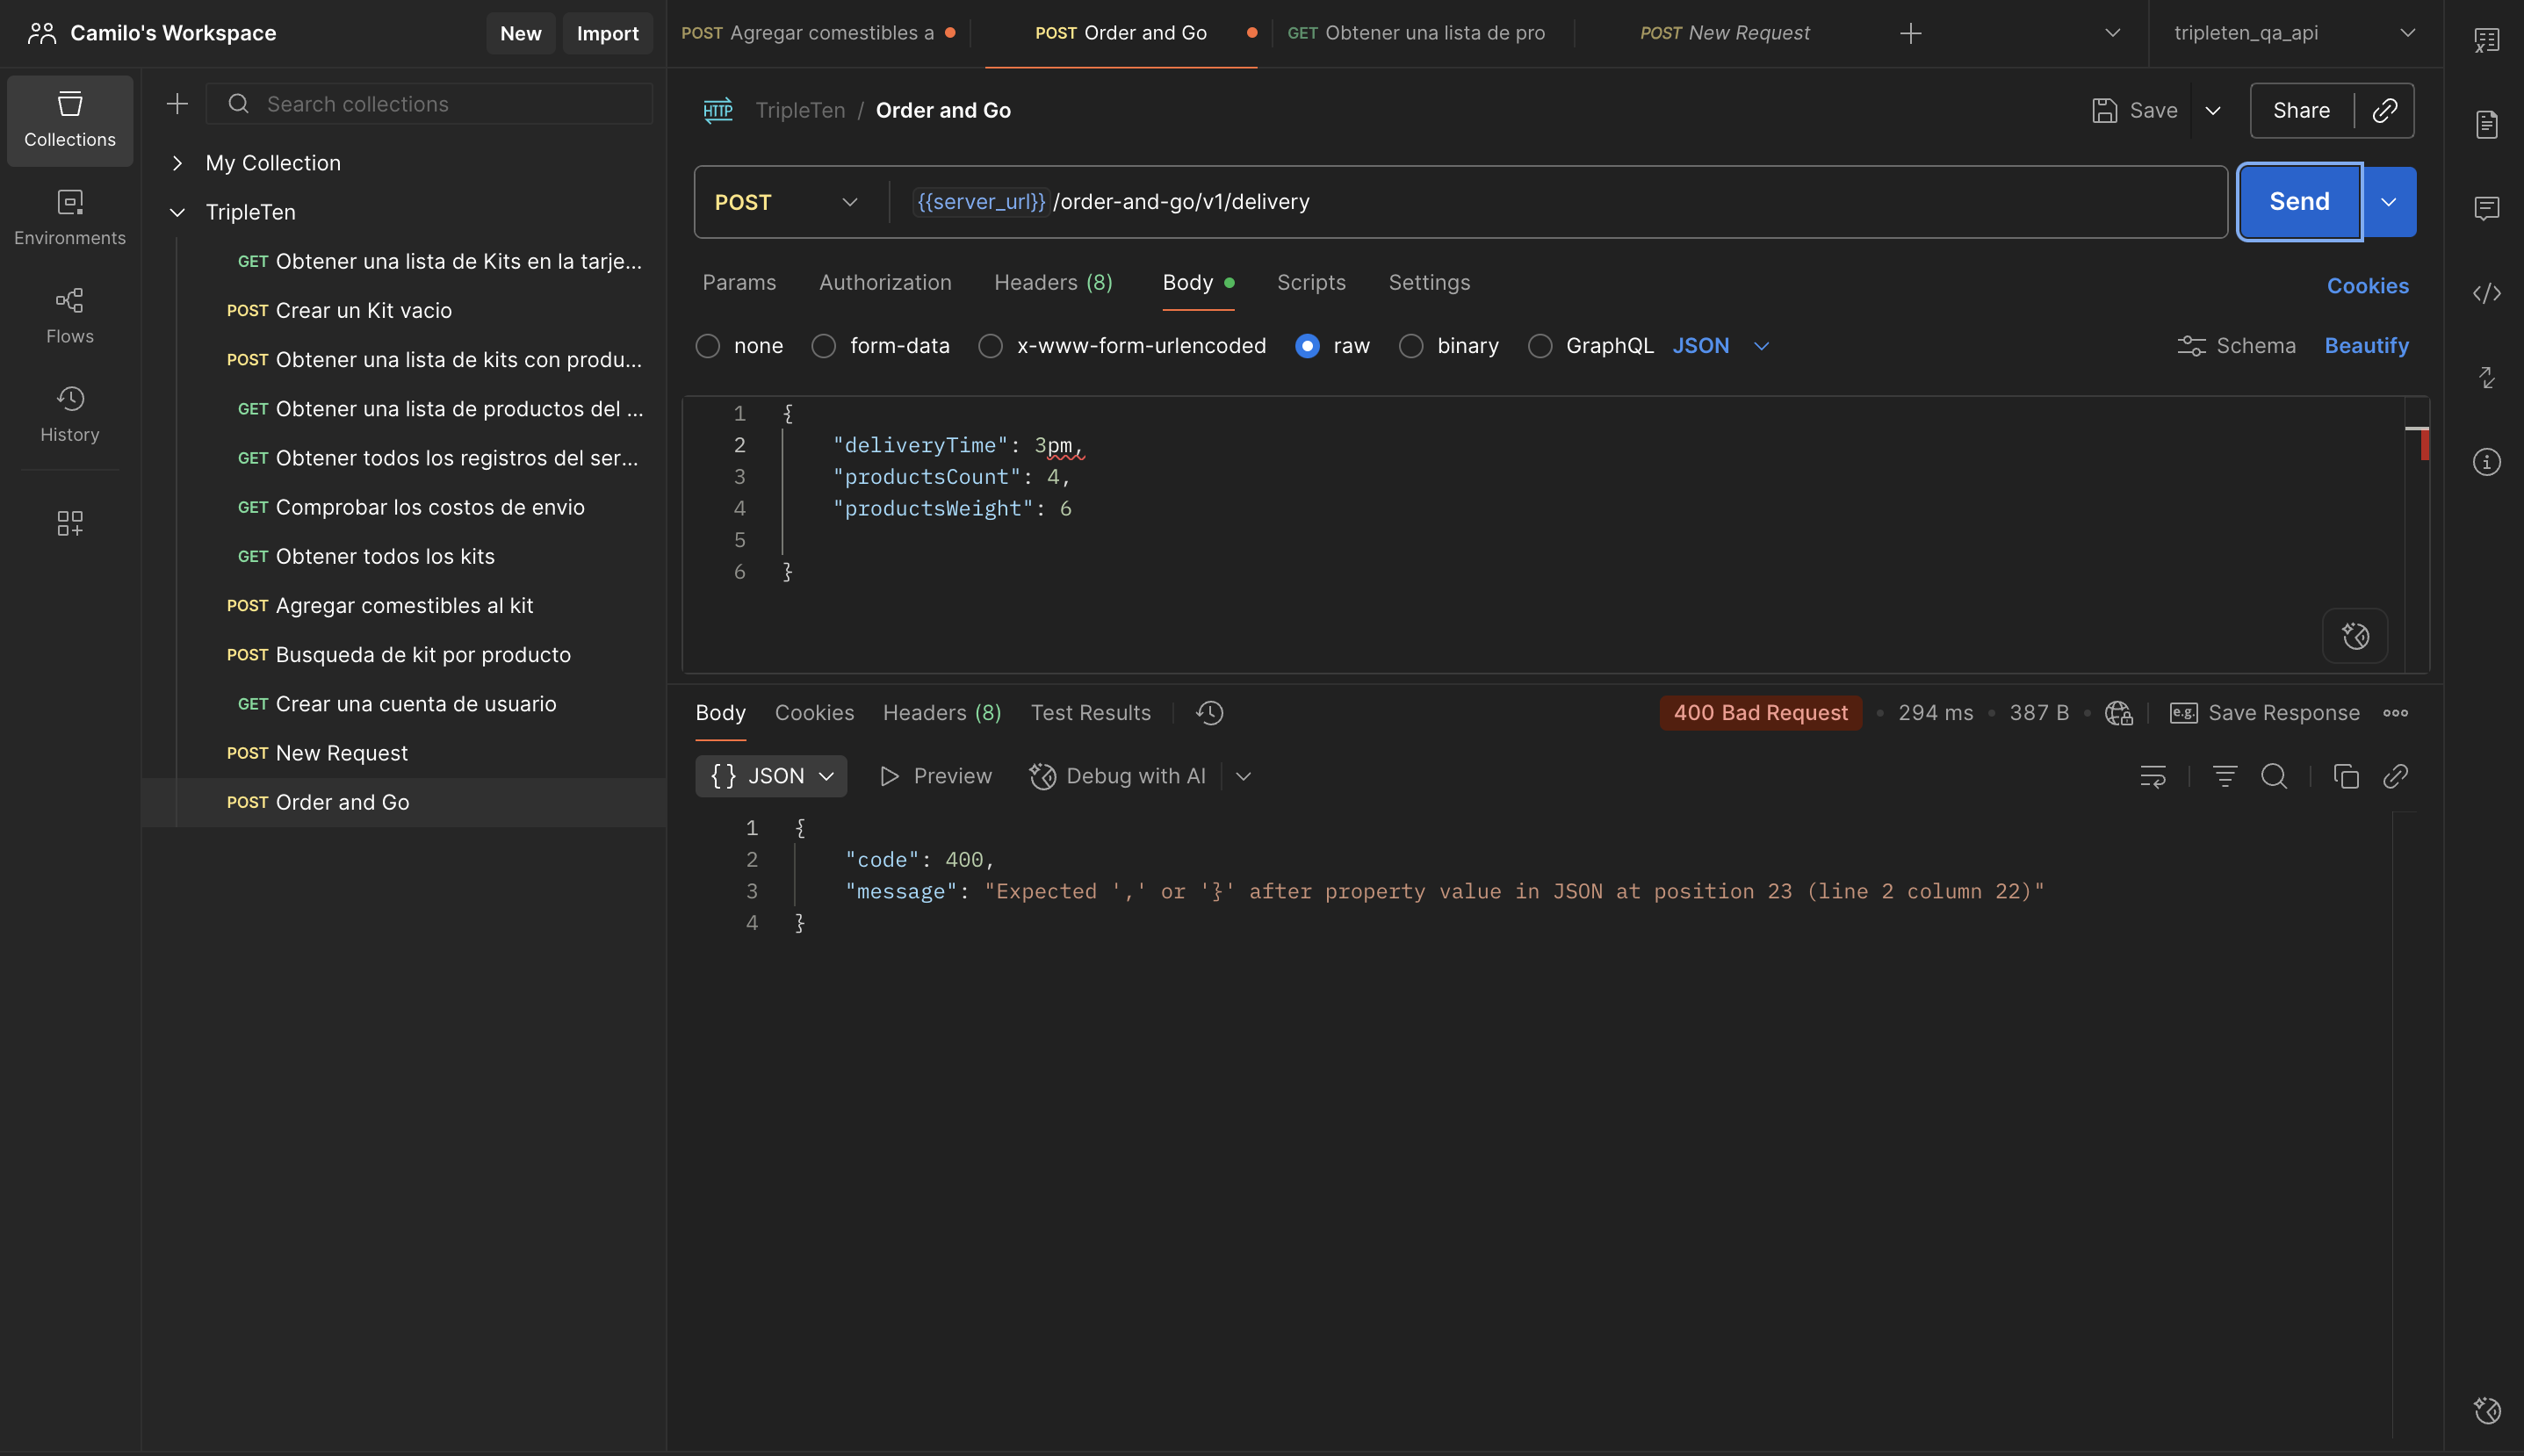 Camilo's Workspace
New
Import
POST Agregar comestibles a
POST Order and Go
GET Obtener una lista de pro
POST New Request
tripleten_qa_api
Collections
Environments
Flows
History
Search collections
My Collection
TripleTen
GET Obtener una lista de Kits en la tarje...
POST Crear un Kit vacio
POST Obtener una lista de kits con produ...
GET Obtener una lista de productos del ...
GET Obtener todos los registros del ser...
GET Comprobar los costos de envio
GET Obtener todos los kits
POST Agregar comestibles al kit
POST Busqueda de kit por producto
GET Crear una cuenta de usuario
POST New Request
POST Order and Go
HTTP TripleTen / Order and Go
Save
Share
POST {{server_url}}/order-and-go/v1/delivery
Send
Params Authorization Headers (8) Body Scripts Settings
Cookies
none form-data x-www-form-urlencoded raw binary GraphQL JSON
Schema Beautify
1 {
2 "deliveryTime": 3pm,
3 "productsCount": 4,
4 "productsWeight": 6
5
6 }
Body Cookies Headers (8) Test Results
400 Bad Request • 294 ms • 387 B •
e.g. Save Response
{} JSON Preview Debug with AI
1 {
2 "code": 400,
3 "message": "Expected ',' or '}' after property value in JSON at position 23 (line 2 column 22)"
4 }